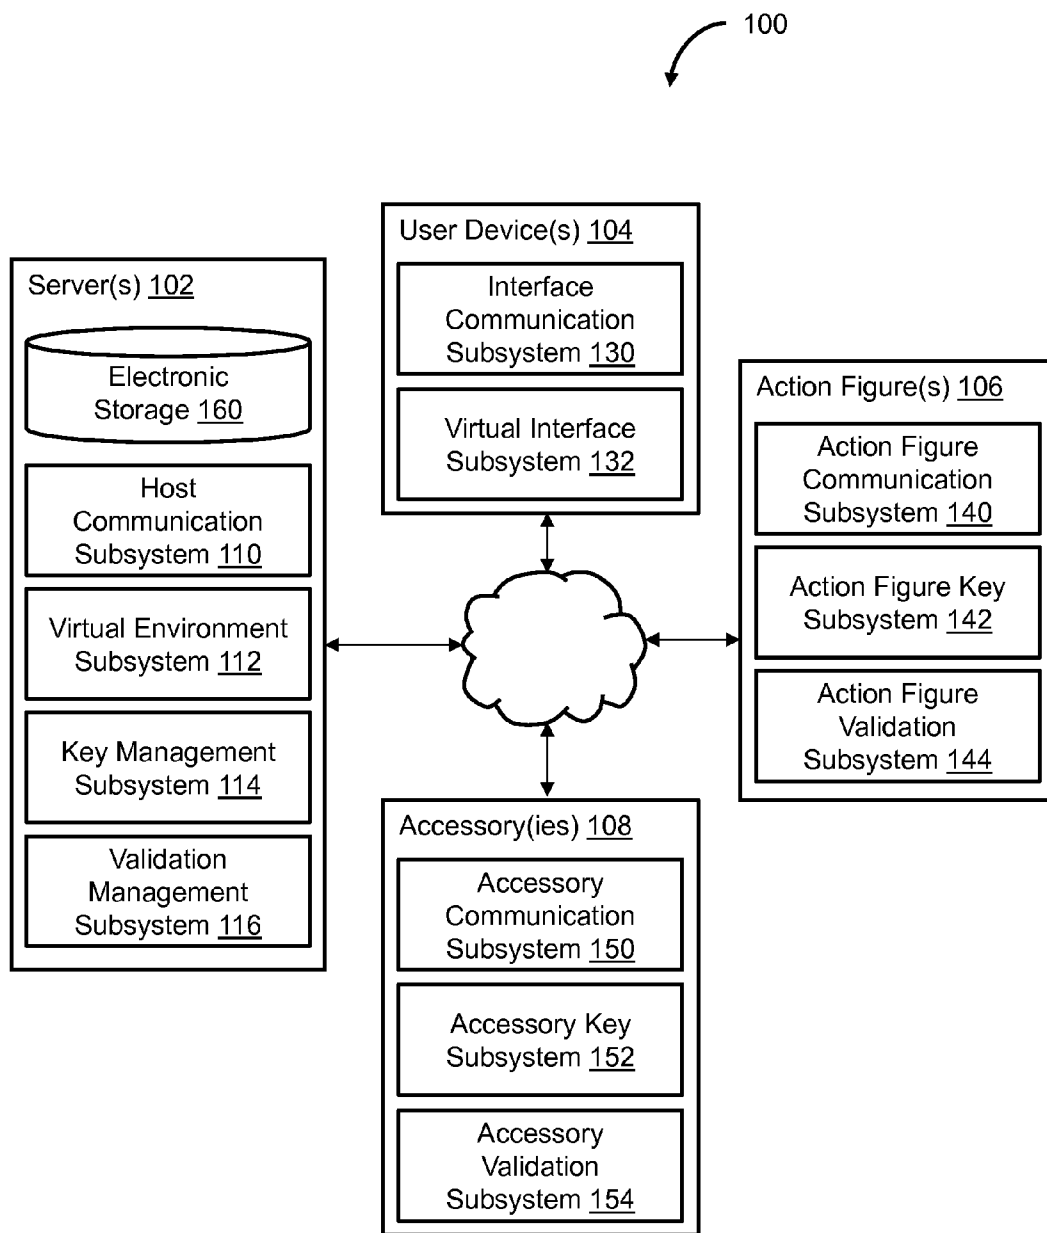 100
User Device(s) 104
Interface
Communication
Subsystem 130
Virtual Interface
Subsystem 132
Server(s) 102
Electronic
Storage 160
Host
Communication
Subsystem 110
Virtual Environment
Subsystem 112
Key Management
Subsystem 114
Validation
Management
Subsystem 116
Action Figure(s) 106
Action Figure
Communication
Subsystem 140
Action Figure Key
Subsystem 142
Action Figure
Validation
Subsystem 144
Accessory(ies) 108
Accessory
Communication
Subsystem 150
Accessory Key
Subsystem 152
Accessory
Validation
Subsystem 154